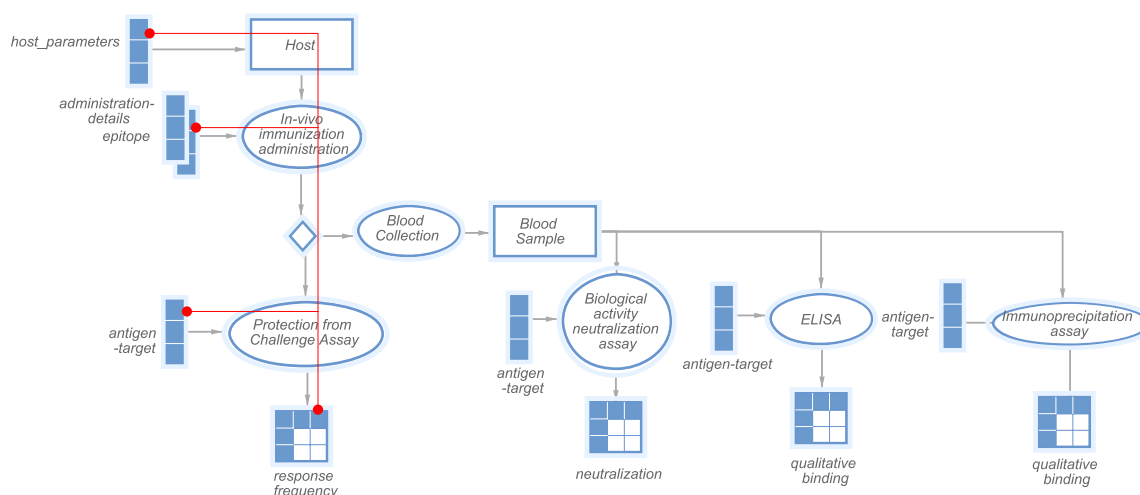 host_parameters
Host
administration-
details
epitope
In-vivo
immunization
administration
Blood
Collection
Blood
Sample
antigen
-target
Protection from
Challenge Assay
Biological
activity
neutralization
assay
antigen
-target
ELISA
antigen-target
antigen-
target
Immunoprecipitation
assay
response
frequency
neutralization
qualitative
binding
qualitative
binding